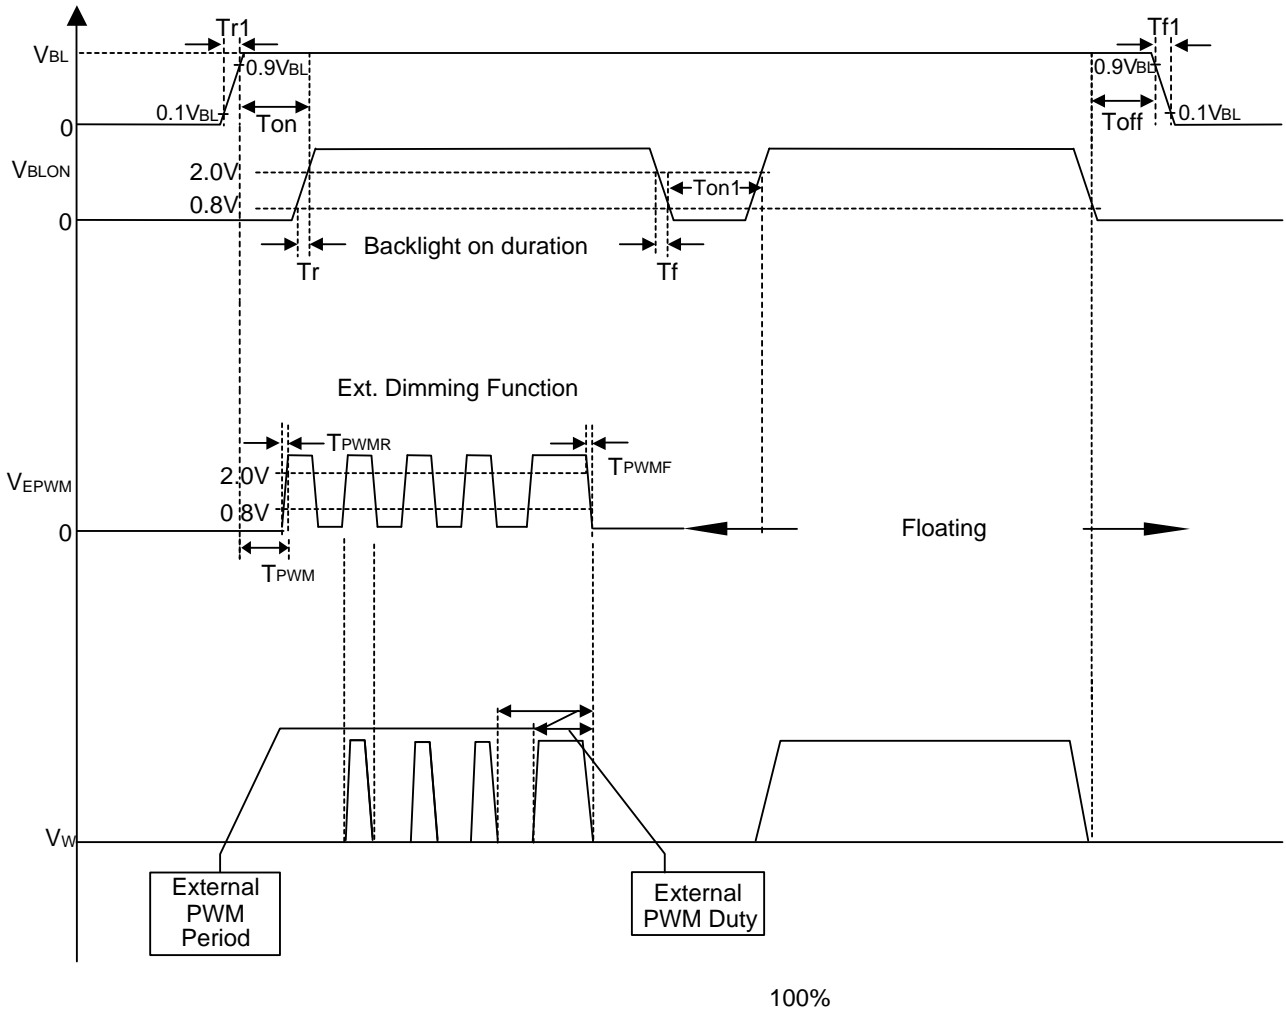 Tr1
Tf1
VBL
0.9VBL
0.9VBL
0.1VBL
Ton
Toff
0.1VBL
0
VBLON
2.0V
Ton1
0.8V
0
Backlight on duration
Tr
Tf
Ext. Dimming Function
TPWMR
TPWMF
VEPWM
2.0V
0.8V
0
Floating
TPWM
VW
External
PWM
Period
External
PWM Duty
100%